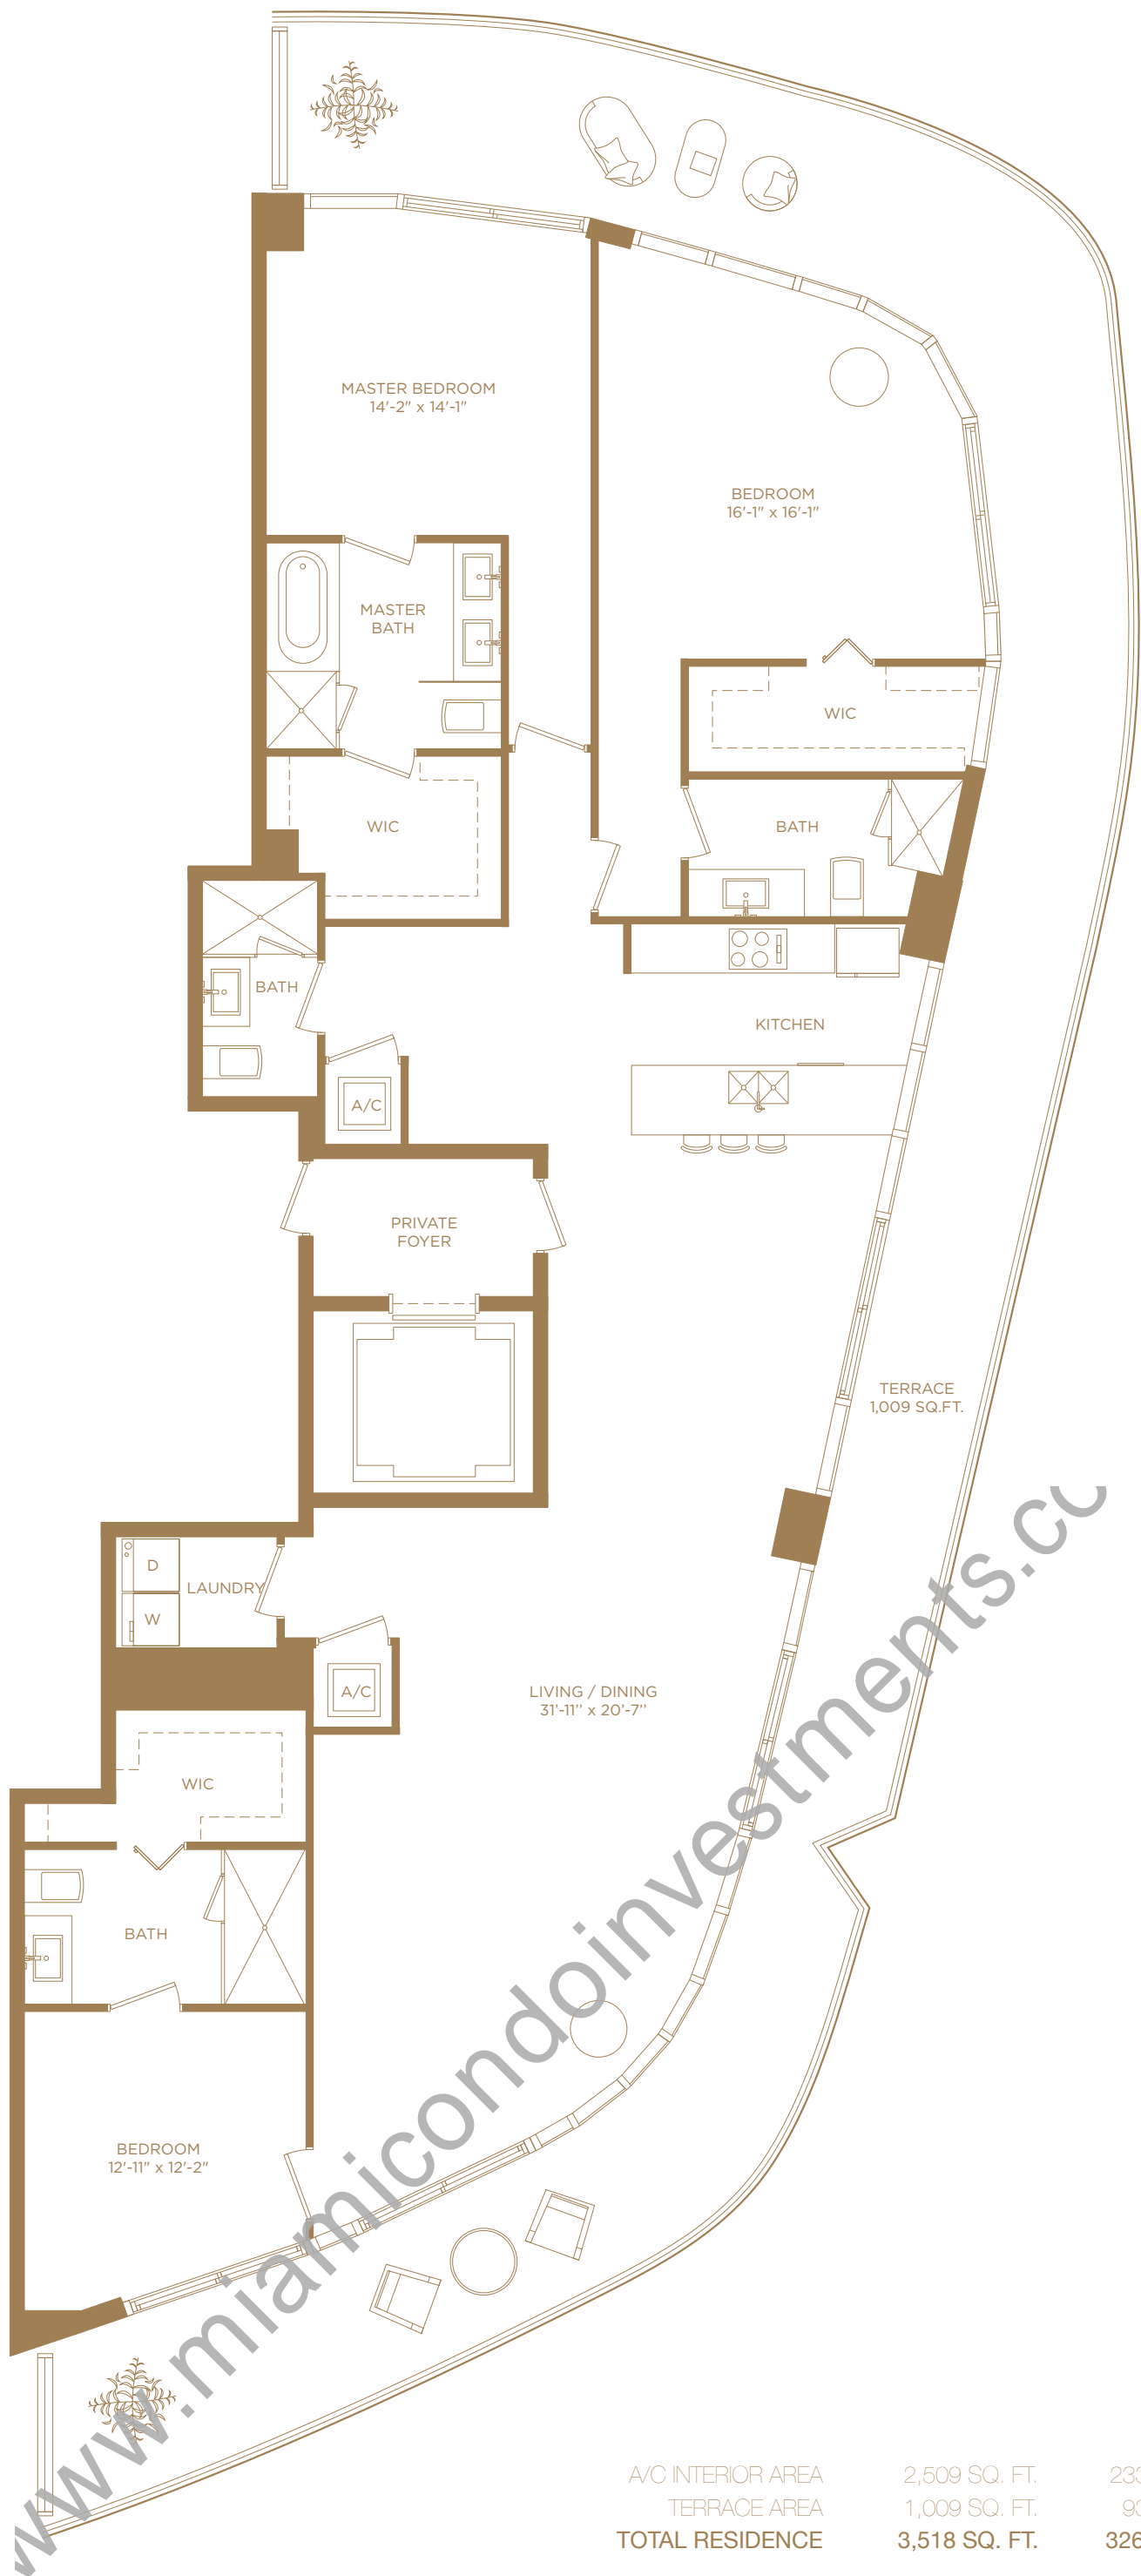 MASTER BEDROOM
14'-2" x 14'-1"
BEDROOM
16'-1" x 16'-1"
MASTER
BATH
WIC
WIC
BATH
BATH
KITCHEN
A/C
PRIVATE
FOYER
TERRACE
1,009 SQ.FT.
D
LAUNDRY
W
A/C
LIVING / DINING
31'-11'' x 20'-7''
WIC
BATH
BEDROOM
12'-11" x 12'-2"
www.miamicondoinvestments.co
A/C INTERIOR AREA 2,509 SQ. FT. 233
TERRACE AREA 1,009 SQ. FT. 93
TOTAL RESIDENCE 3,518 SQ. FT. 326